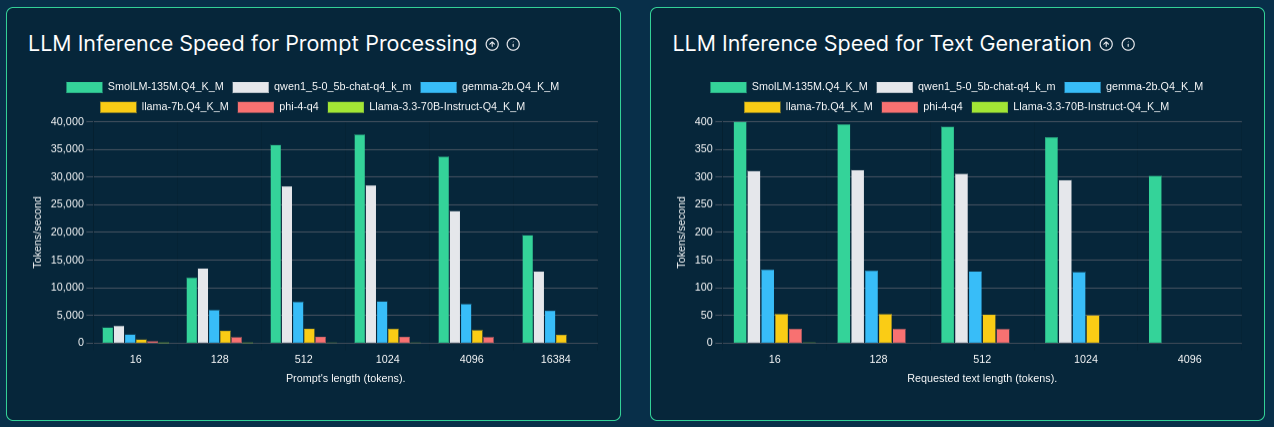 LLM Inference Speed for Prompt Processing
SmolLM-135M.Q4_K_M qwen1_5-0_5b-chat-q4_k_m gemma-2b.Q4_K_M
llama-7b.Q4_K_M phi-4-q4 Llama-3.3-70B-Instruct-Q4_K_M
40,000
35,000
30,000
25,000
20,000
15,000
10,000
5,000
0
Tokens/second
16 128 512 1024 4096 16384
Prompt's length (tokens).
LLM Inference Speed for Text Generation
SmolLM-135M.Q4_K_M qwen1_5-0_5b-chat-q4_k_m gemma-2b.Q4_K_M
llama-7b.Q4_K_M phi-4-q4 Llama-3.3-70B-Instruct-Q4_K_M
400
350
300
250
200
150
100
50
0
Tokens/second
16 128 512 1024 4096
Requested text length (tokens).